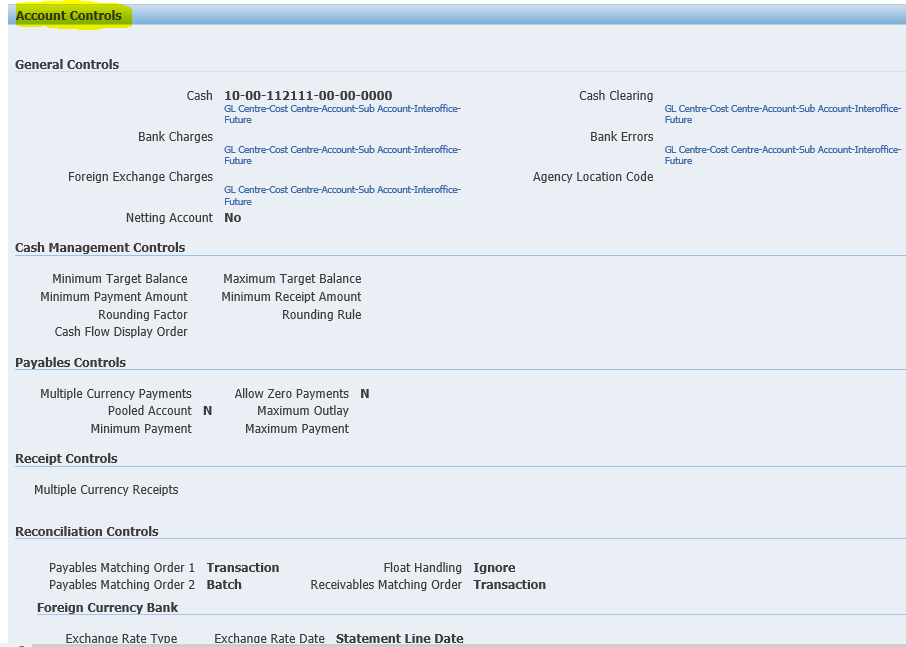 Account Controls
General Controls
Cash 10-00-112111-00-00-0000 Cash Clearing
GL Centre-Cost Centre-Account-Sub Account-Interoffice- GL Centre-Cost Centre-Account-Sub Account-Interoffice-
Future Future
Bank Charges Bank Errors
GL Centre-Cost Centre-Account-Sub Account-Interoffice- GL Centre-Cost Centre-Account-Sub Account-Interoffice-
Future Future
Foreign Exchange Charges Agency Location Code
GL Centre-Cost Centre-Account-Sub Account-Interoffice-
Future
Netting Account No
Cash Management Controls
Minimum Target Balance Maximum Target Balance
Minimum Payment Amount Minimum Receipt Amount
Rounding Factor Rounding Rule
Cash Flow Display Order
Payables Controls
Multiple Currency Payments Allow Zero Payments N
Pooled Account N Maximum Outlay
Minimum Payment Maximum Payment
Receipt Controls
Multiple Currency Receipts
Reconciliation Controls
Payables Matching Order 1 Transaction Float Handling Ignore
Payables Matching Order 2 Batch Receivables Matching Order Transaction
Foreign Currency Bank
Exchange Rate Type Exchange Rate Date Statement Line Date